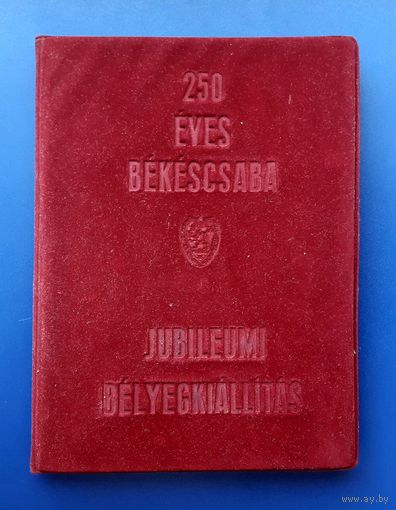 250
ÉVES
BÉKÉSCSABA
JUBILEUMI
BÉLYEGKIÁLLÍTÁS
www.ay.by